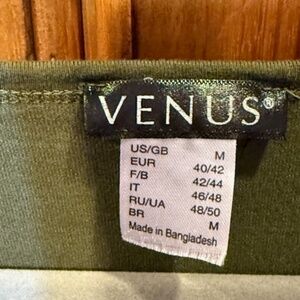 VENUS®
US/GB M
EUR 40/42
F/B 42/44
IT 46/48
RU/UA 48/50
BR M
Made in Bangladesh